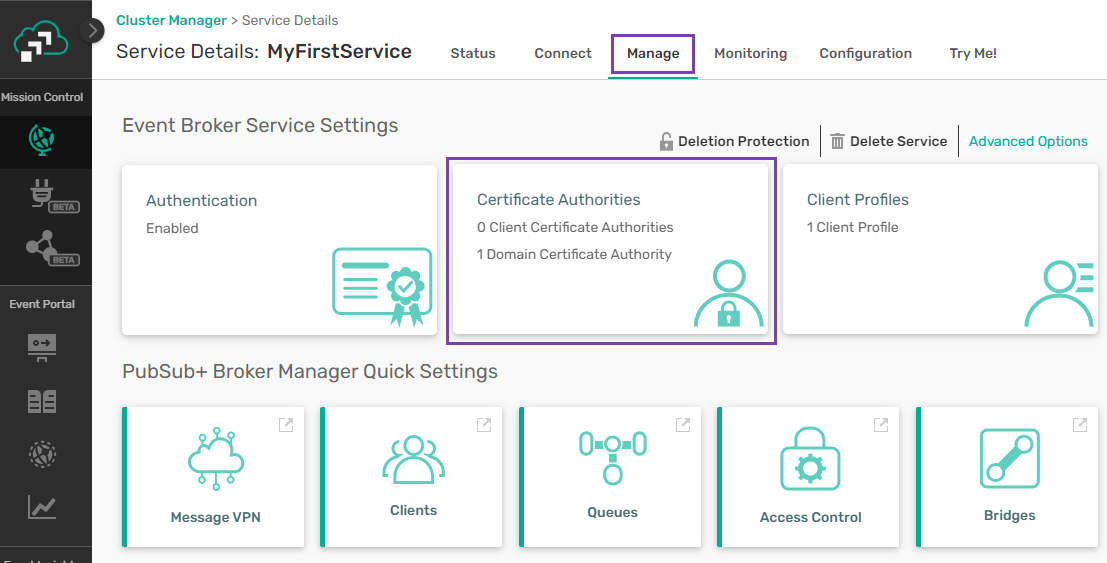 Cluster Manager > Service Details
Service Details: MyFirstService
Status
Connect
Manage
Monitoring
Configuration
Try Me!
Mission Control
BETA
BETA
Event Portal
Event Broker Service Settings
Deletion Protection
Delete Service
Advanced Options
Authentication
Enabled
Certificate Authorities
0 Client Certificate Authorities
1 Domain Certificate Authority
Client Profiles
1 Client Profile
PubSub+ Broker Manager Quick Settings
Message VPN
Clients
Queues
Access Control
Bridges